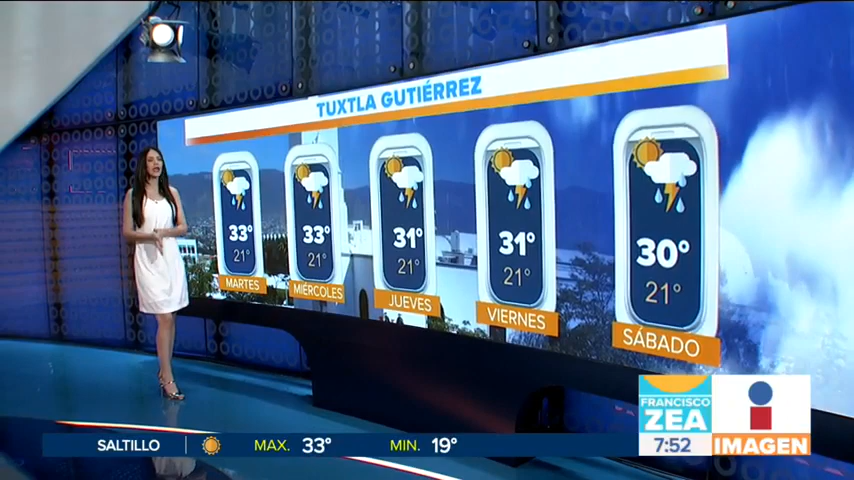 TUXTLA GUTIÉRREZ
33° 33° 31° 31° 30°
21° 21° 21° 21° 21°
MARTES MIÉRCOLES JUEVES VIERNES SÁBADO
FRANCISCO
ZEA
7:52 IMAGEN
SALTILLO MAX. 33° MIN. 19°